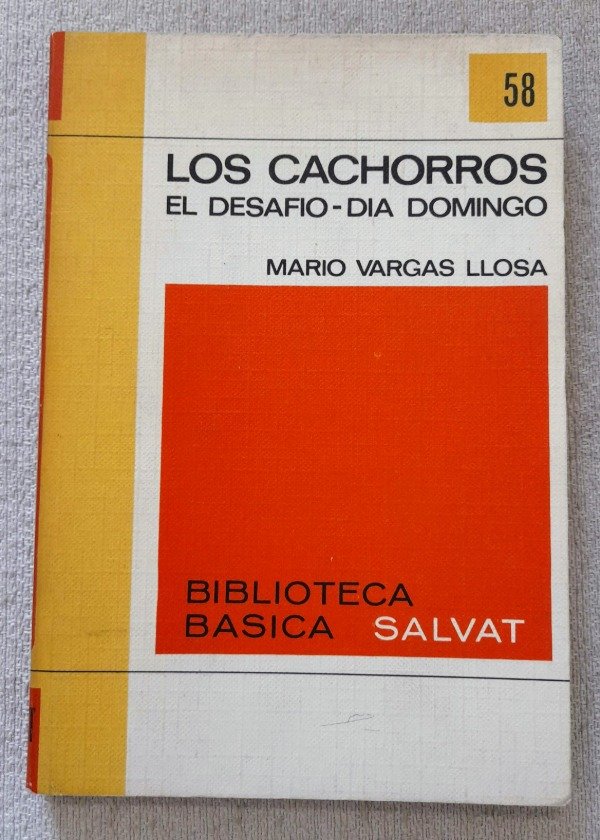 58
LOS CACHORROS
EL DESAFIO-DIA DOMINGO
MARIO VARGAS LLOSA
BIBLIOTECA
BASICA SALVAT